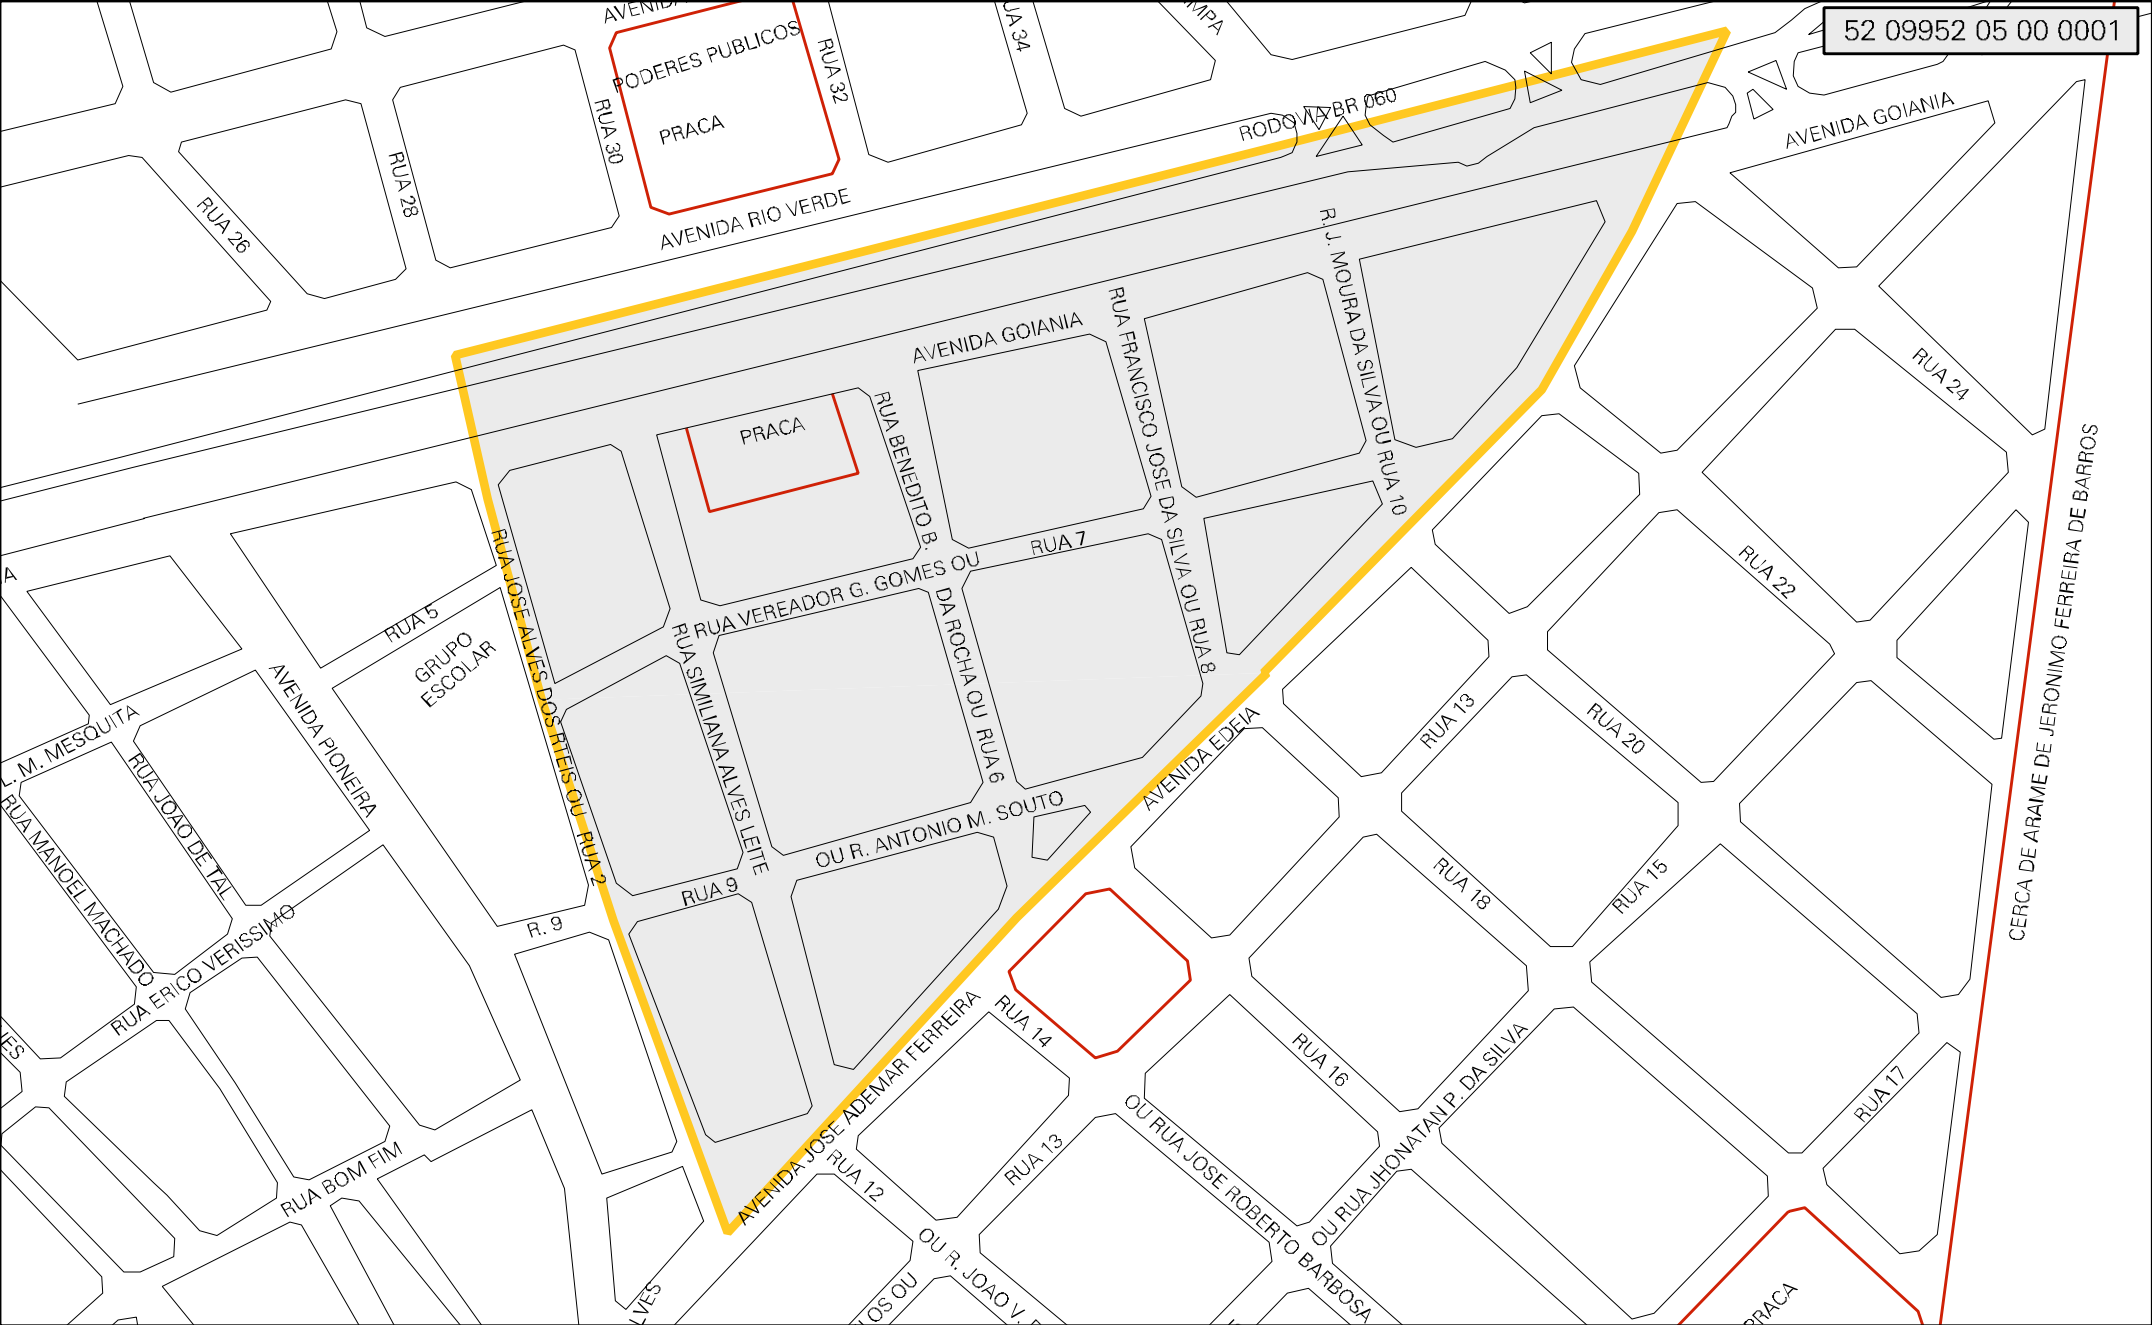 52 09952 05 00 0001
PODERES PUBLICOS
PRACA
RUA 32
RUA 30
RUA 28
RUA 26
AVENIDA RIO VERDE
RODOVIA BR 060
AVENIDA GOIANIA
AVENIDA GOIANIA
R. J. MOURA DA SILVA OU RUA 10
RUA FRANCISCO JOSE DA SILVA OU RUA 8
RUA 24
PRACA
RUA BENEDITO B.
DA ROCHA OU RUA 6
RUA 7
RUA VEREADOR G. GOMES OU
RUA JOSE ALVES DOS RTEIS OU RUA 2
RUA SIMILIANA ALVES LEITE
RUA 5
GRUPO
ESCOLAR
AVENIDA PIONEIRA
L. M. MESQUITA
RUA JOAO DE TAL
RUA MANOEL MACHADO
RUA ERICO VERISSIMO
R. 9
RUA 9
OU R. ANTONIO M. SOUTO
AVENIDA EDEIA
RUA 22
RUA 20
RUA 13
RUA 18
RUA 15
CERCA DE ARAME DE JERONIMO FERREIRA DE BARROS
RUA 14
RUA 16
RUA 17
AVENIDA JOSE ADEMAR FERREIRA
RUA 12
RUA 13
OU RUA JOSE ROBERTO BARBOSA
OU RUA JHONATAN P. DA SILVA
RUA BOM FIM
OU R. JOAO V.
OS OU
LVES
PRACA